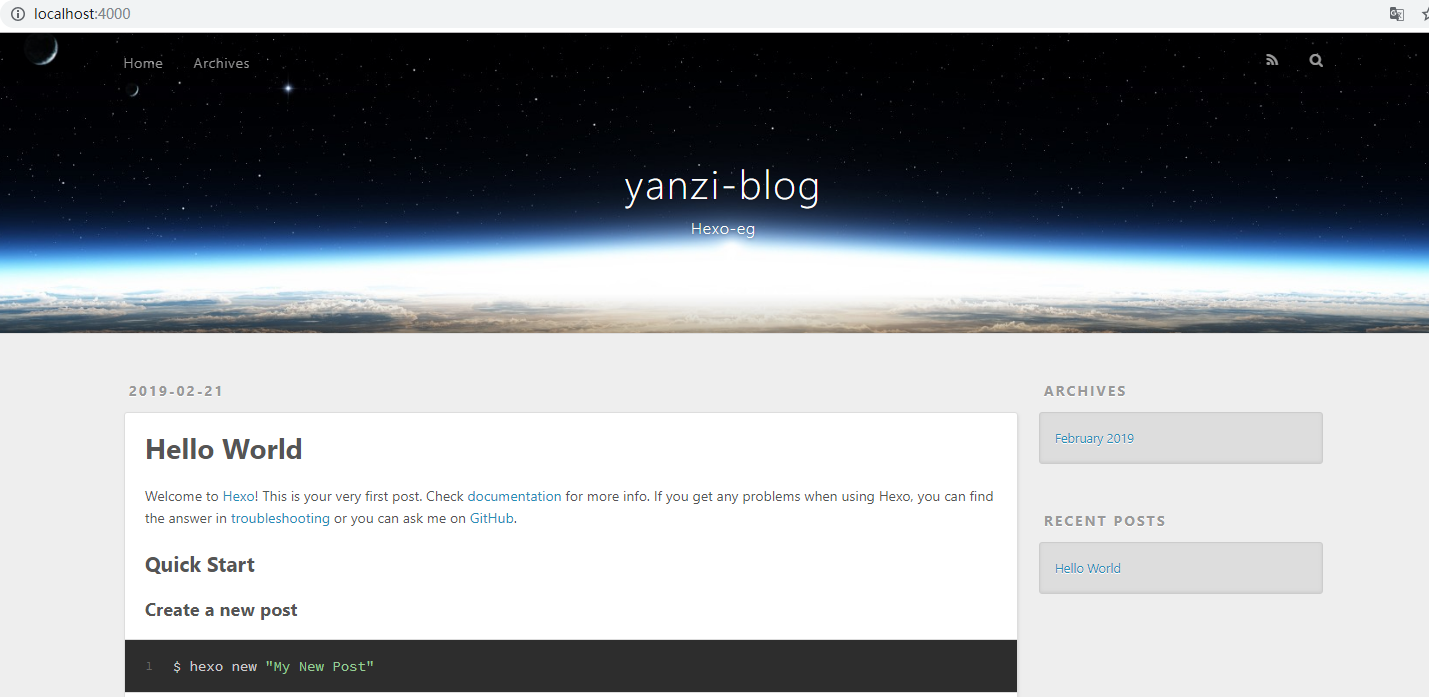 localhost:4000
Home Archives
yanzi-blog
Hexo-eg
2019-02-21
Hello World
Welcome to Hexo! This is your very first post. Check documentation for more info. If you get any problems when using Hexo, you can find
the answer in troubleshooting or you can ask me on GitHub.
Quick Start
Create a new post
1 $ hexo new "My New Post"
ARCHIVES
February 2019
RECENT POSTS
Hello World